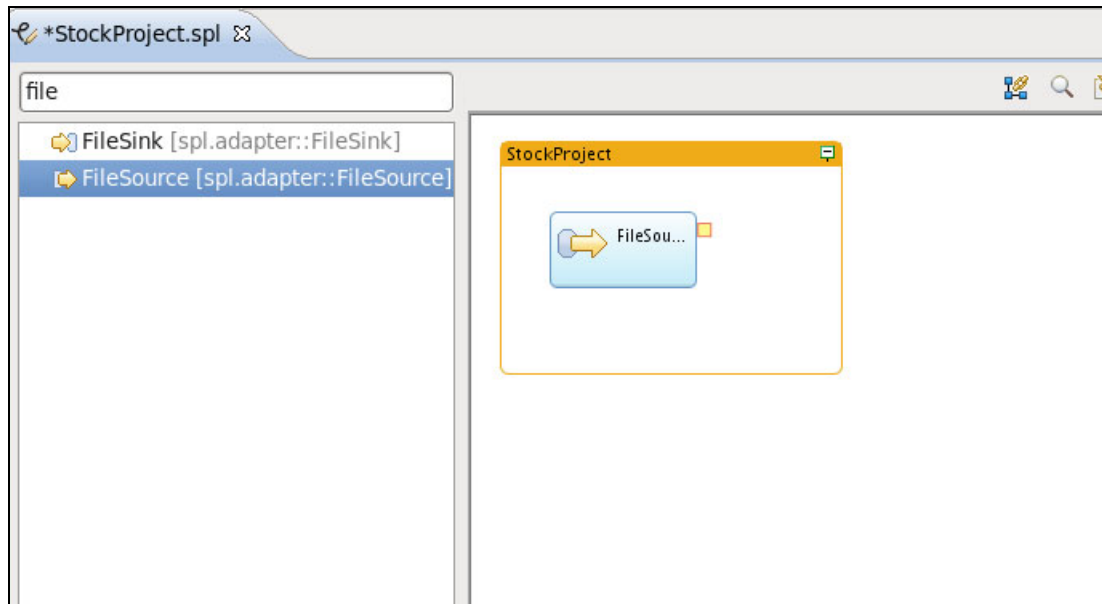 *StockProject.spl
file
FileSink [spl.adapter::FileSink]
FileSource [spl.adapter::FileSource]
StockProject
FileSou...